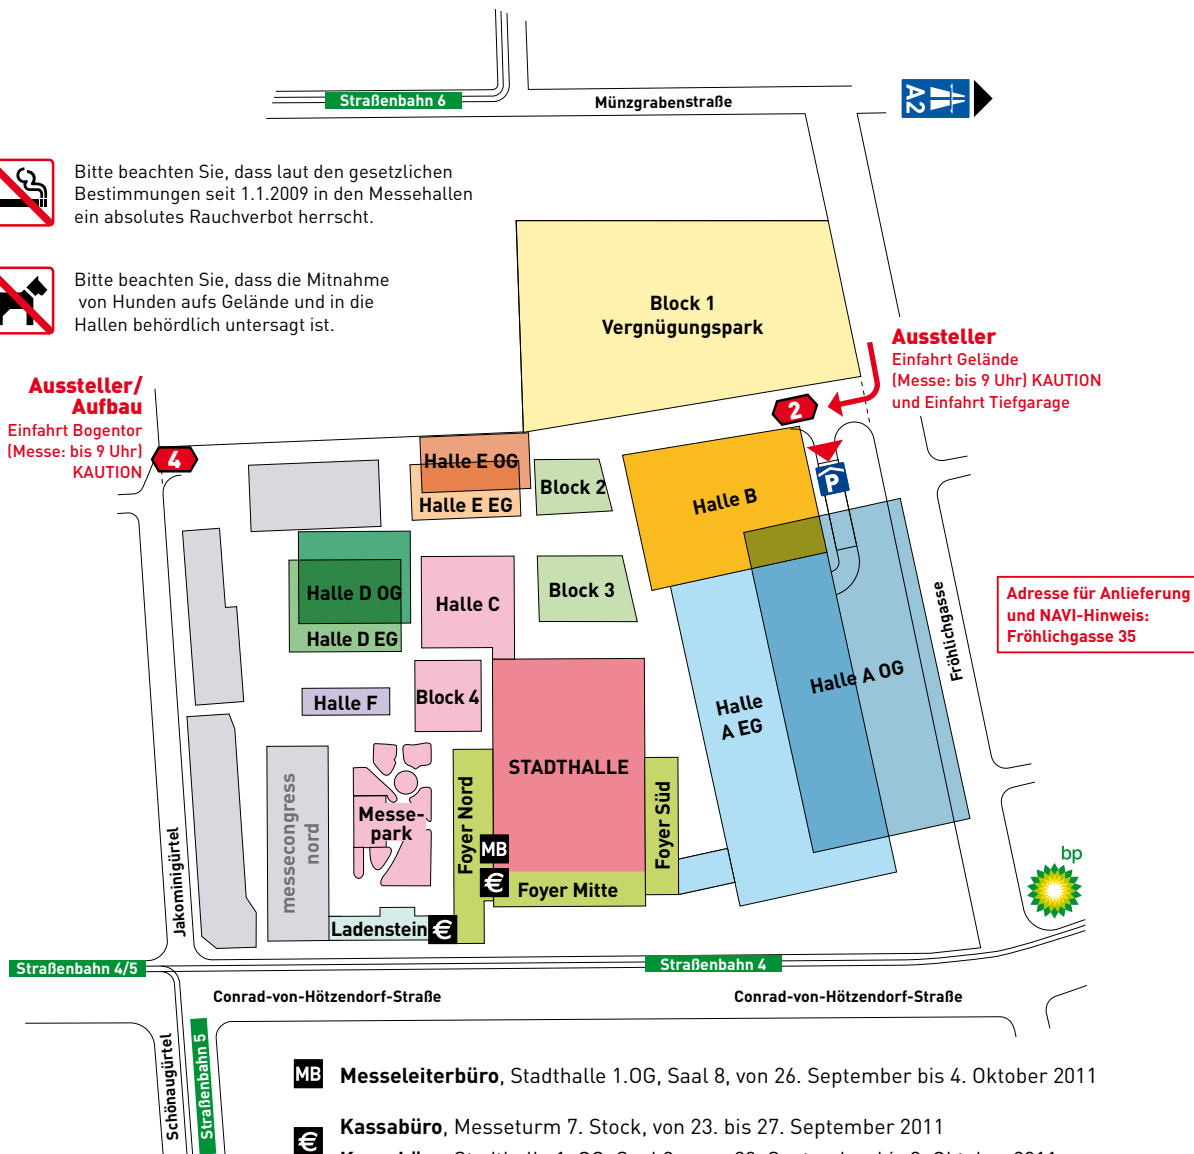 Straßenbahn 6
Münzgrabenstraße
A2
Bitte beachten Sie, dass laut den gesetzlichen
Bestimmungen seit 1.1.2009 in den Messehallen
ein absolutes Rauchverbot herrscht.
Bitte beachten Sie, dass die Mitnahme
von Hunden aufs Gelände und in die
Hallen behördlich untersagt ist.
Block 1
Vergnügungspark
Aussteller
Einfahrt Gelände
(Messe: bis 9 Uhr) KAUTION
und Einfahrt Tiefgarage
2
Aussteller/
Aufbau
Einfahrt Bogentor
(Messe: bis 9 Uhr)
KAUTION
4
Halle E OG
Halle E EG
Block 2
Halle B
P
Halle D OG
Halle D EG
Halle C
Block 3
Fröhlichgasse
Adresse für Anlieferung
und NAVI-Hinweis:
Fröhlichgasse 35
Halle F
Block 4
Halle
A EG
Halle A OG
STADTHALLE
messecongress
nord
Messe-
park
Foyer Nord
Foyer Süd
MB
€
Foyer Mitte
Ladenstein
€
Jakominigürtel
bp
Straßenbahn 4/5
Straßenbahn 4
Conrad-von-Hötzendorf-Straße
Conrad-von-Hötzendorf-Straße
Schönaugürtel
Straßenbahn 5
MB Messeleiterbüro, Stadthalle 1.OG, Saal 8, von 26. September bis 4. Oktober 2011
€ Kassabüro, Messeturm 7. Stock, von 23. bis 27. September 2011